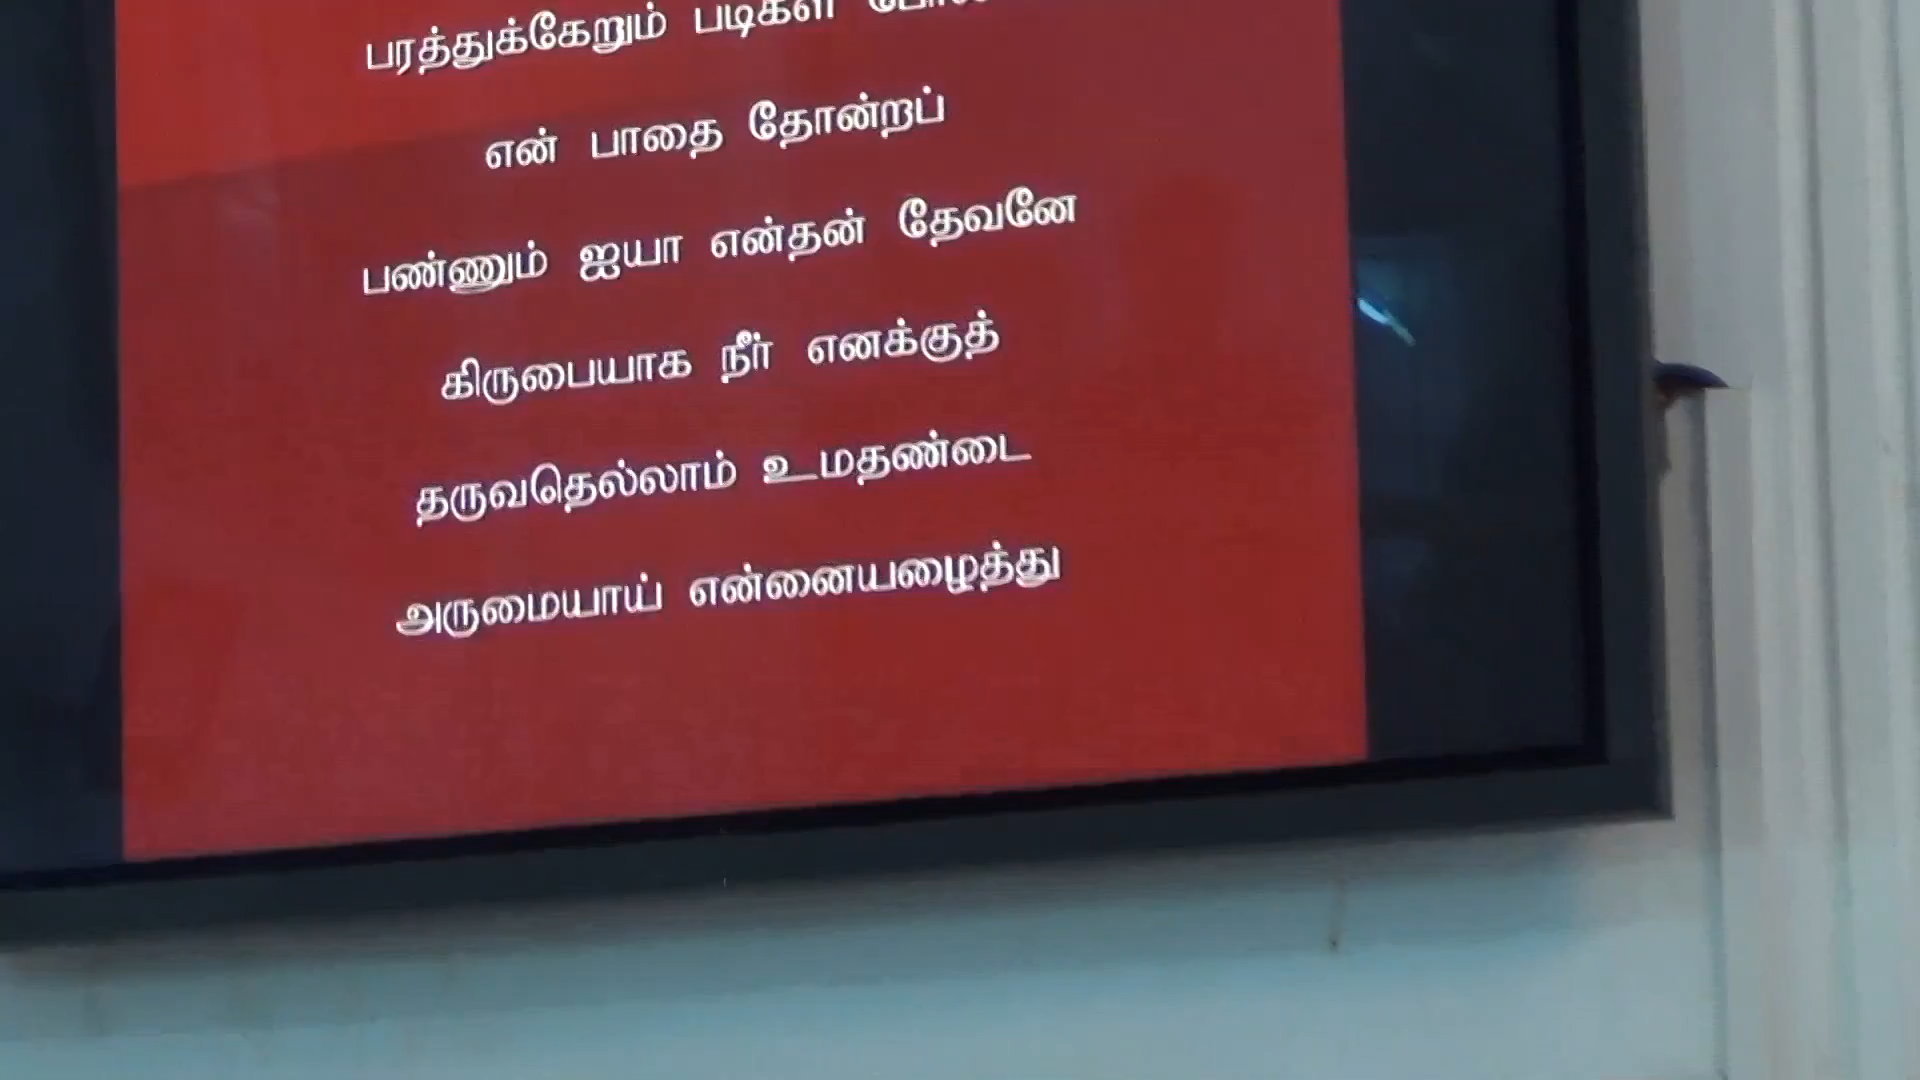 பரத்துக்கேறும் படிகள்
என் பாதை தோன்றப்
பண்ணும் ஐயா என்தன் தேவனே
கிருபையாக நீர் எனக்குத்
தருவதெல்லாம் உமதண்டை
அருமையாய் என்னையழைத்து